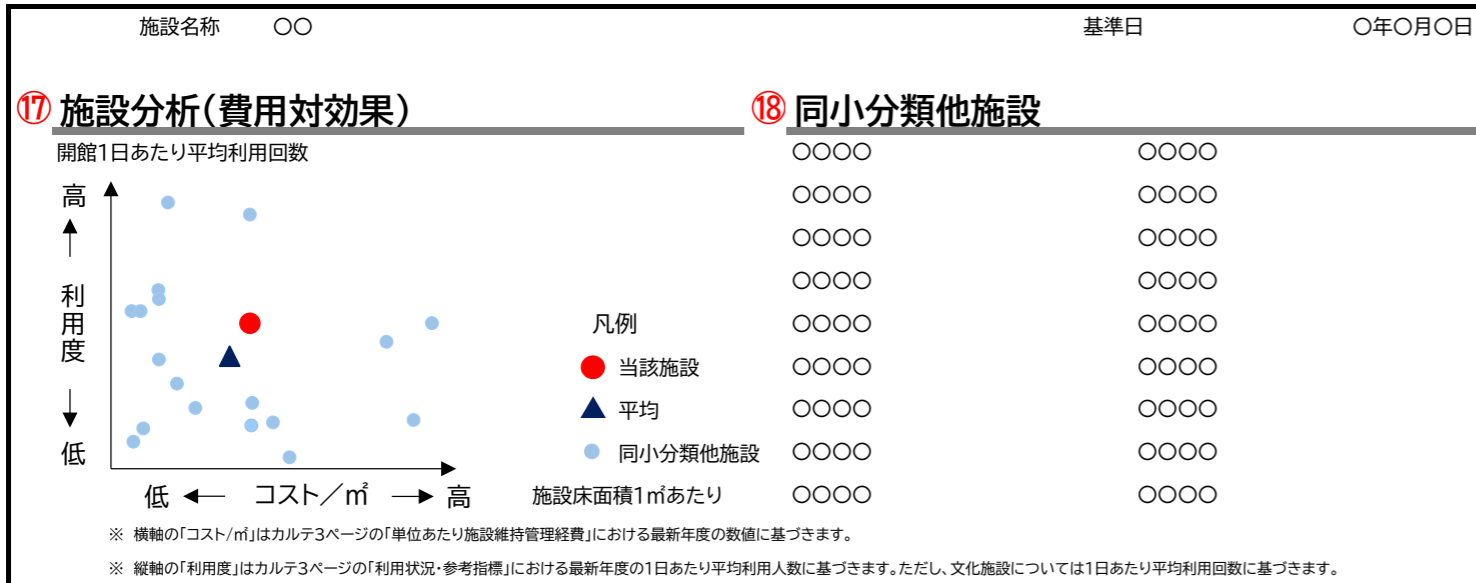 施設名称 〇〇 基準日 〇年〇月〇日
⑰ 施設分析(費用対効果)
開館1日あたり平均利用回数
高
利用度
低
低 コスト／㎡ 高
施設床面積1㎡あたり
凡例
当該施設
平均
同小分類他施設
⑱ 同小分類他施設
〇〇〇〇 〇〇〇〇
〇〇〇〇 〇〇〇〇
〇〇〇〇 〇〇〇〇
〇〇〇〇 〇〇〇〇
〇〇〇〇 〇〇〇〇
〇〇〇〇 〇〇〇〇
〇〇〇〇 〇〇〇〇
〇〇〇〇 〇〇〇〇
〇〇〇〇 〇〇〇〇
※ 横軸の「コスト/㎡」はカルテ3ページの「単位あたり施設維持管理経費」における最新年度の数値に基づきます。
※ 縦軸の「利用度」はカルテ3ページの「利用状況・参考指標」における最新年度の1日あたり平均利用人数に基づきます。ただし、文化施設については1日あたり平均利用回数に基づきます。